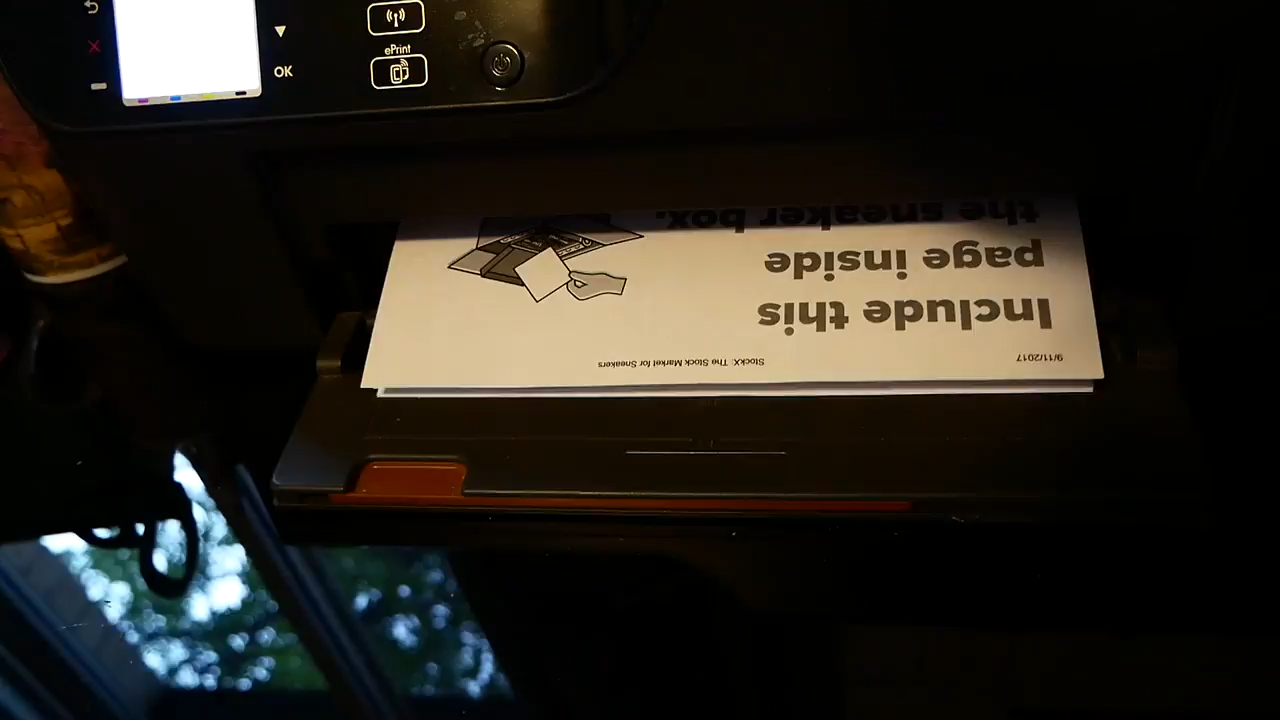 ePrint
OK
9/11/2017
StockX: The Stock Market for Sneakers
Include this
page inside
the sneaker box.